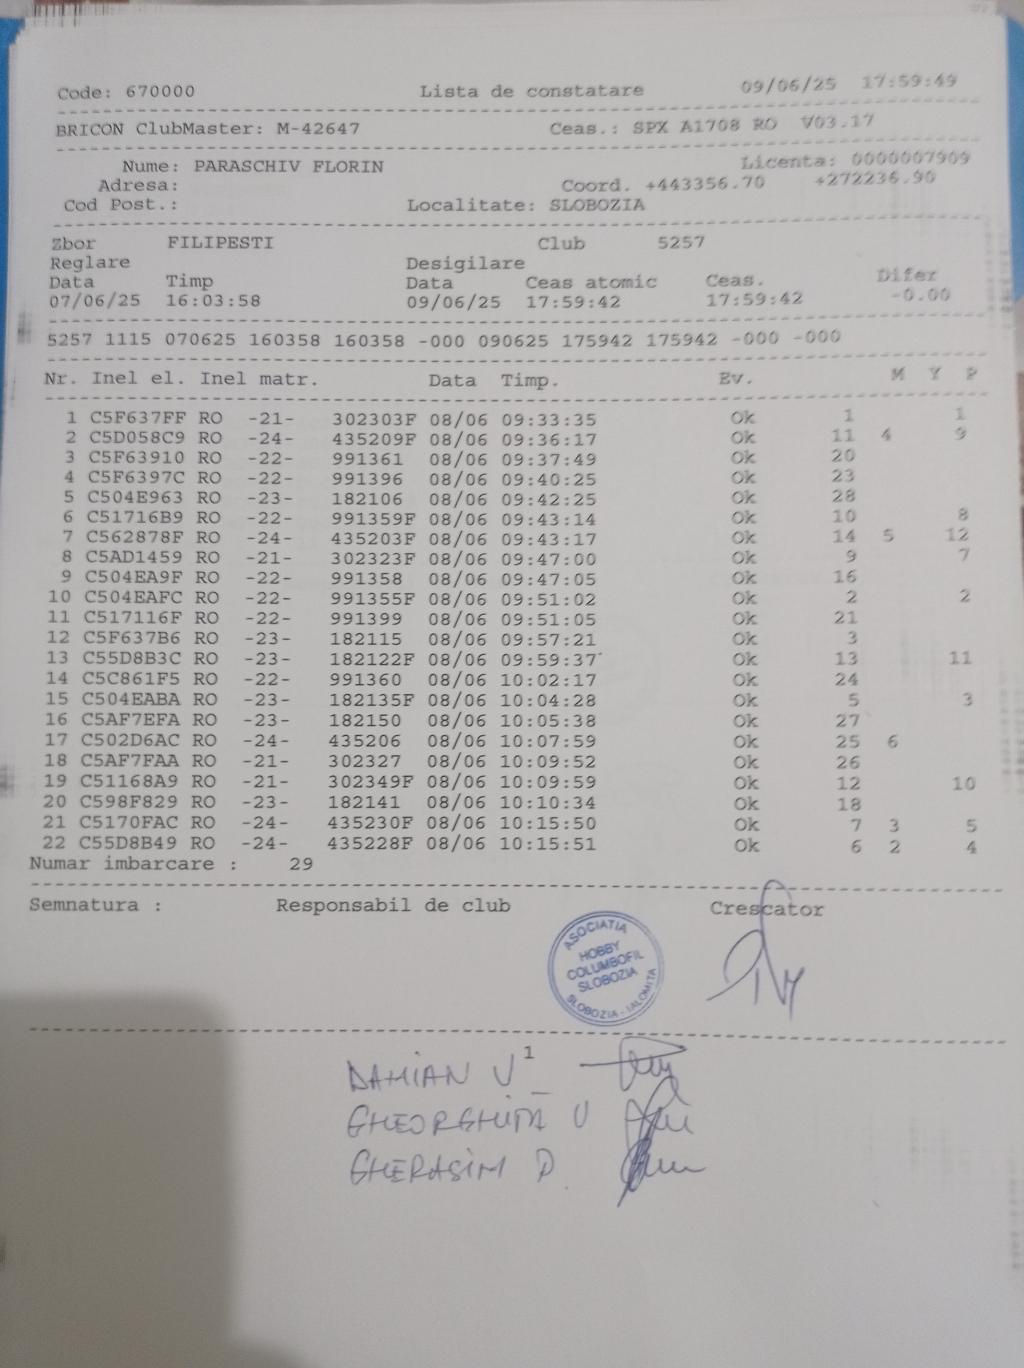 Code: 670000 Lista de constatare 09/06/25 17:59:49
BRICON ClubMaster: M-42647 Ceas.: SPX A1708 RO V03.17
Nume: PARASCHIV FLORIN Licenta: 0000007909
Adresa: Coord. +443356.70 +272236.90
Cod Post.: Localitate: SLOBOZIA
Zbor FILIPESTI Club 5257
Reglare Desigilare
Data Timp Data Ceas atomic Ceas. Difer
07/06/25 16:03:58 09/06/25 17:59:42 17:59:42 -0.00
5257 1115 070625 160358 160358 -000 090625 175942 175942 -000 -000
Nr. Inel el. Inel matr. Data Timp. Ev. M Y P
1 C5F637FF RO -21- 302303F 08/06 09:33:35 Ok 1 1
2 C5D058C9 RO -24- 435209F 08/06 09:36:17 Ok 11 4 9
3 C5F63910 RO -22- 991361 08/06 09:37:49 Ok 20
4 C5F6397C RO -22- 991396 08/06 09:40:25 Ok 23
5 C504E963 RO -23- 182106 08/06 09:42:25 Ok 28
6 C51716B9 RO -22- 991359F 08/06 09:43:14 Ok 10 8
7 C562878F RO -24- 435203F 08/06 09:43:17 Ok 14 5 12
8 C5AD1459 RO -21- 302323F 08/06 09:47:00 Ok 9 7
9 C504EA9F RO -22- 991358 08/06 09:47:05 Ok 16
10 C504EAFC RO -22- 991355F 08/06 09:51:02 Ok 2 2
11 C517116F RO -22- 991399 08/06 09:51:05 Ok 21
12 C5F637B6 RO -23- 182115 08/06 09:57:21 Ok 3
13 C55D8B3C RO -23- 182122F 08/06 09:59:37 Ok 13 11
14 C5C861F5 RO -22- 991360 08/06 10:02:17 Ok 24
15 C504EABA RO -23- 182135F 08/06 10:04:28 Ok 5 3
16 C5AF7EFA RO -23- 182150 08/06 10:05:38 Ok 27
17 C502D6AC RO -24- 435206 08/06 10:07:59 Ok 25 6
18 C5AF7FAA RO -21- 302327 08/06 10:09:52 Ok 26
19 C51168A9 RO -21- 302349F 08/06 10:09:59 Ok 12 10
20 C598F829 RO -23- 182141 08/06 10:10:34 Ok 18
21 C5170FAC RO -24- 435230F 08/06 10:15:50 Ok 7 3 5
22 C55D8B49 RO -24- 435228F 08/06 10:15:51 Ok 6 2 4
Numar imbarcare : 29
Semnatura : Responsabil de club Crescator
ASOCIATIA
HOBBY
COLUMBOFIL
SLOBOZIA
SLOBOZIA - IALOMITA
1
DAMIAN V
GHEORGHITĂ V
GHERASIM D.